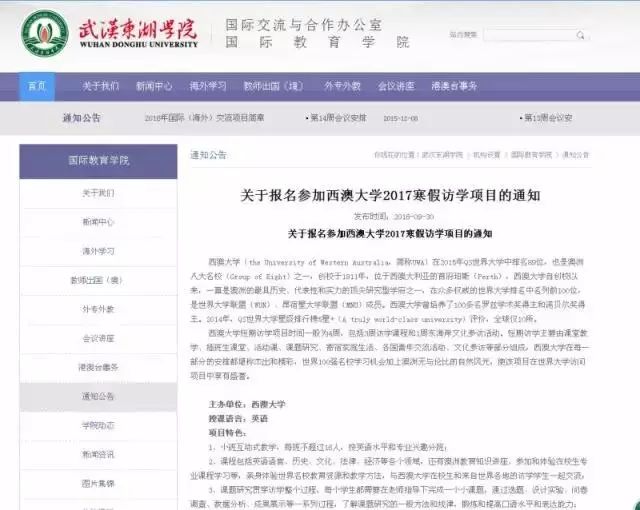 武漢東湖學院
WUHAN DONGHU UNIVERSITY
国际交流与合作办公室
国际教育学院
站点搜索
首页 关于我们 新闻中心 海外学习 教师出国（境） 外专外教 会议讲座 港澳台事务
通知公告 2016年国际（海外）交流项目简章 • 第14周会议安排 2015-12-08 • 第13周会议安
国际教育学院
关于我们
新闻中心
海外学习
教师出国（境）
外专外教
会议讲座
港澳台事务
通知公告
学院动态
新闻资讯
图片集锦
通知公告 你现在的位置：武汉东湖学院 | 机构设置 | 国际教育学院 | 通知公告
关于报名参加西澳大学2017寒假访学项目的通知
发布时间：2016-09-30
关于报名参加西澳大学2017寒假访学项目的通知
西澳大学（the University of Western Australia，简称UWA）在2015年QS世界大学中排名89位，也是澳洲
八大名校（Group of Eight）之一，创校于1911年，位于西澳大利亚的首府珀斯（Perth）。西澳大学自创校以
来，一直是澳洲的最具历史、代表性和实力的顶尖研究型学府之一，在众多权威的世界大学排名中名列前100位，
是世界大学联盟（WUN）、昂宿星大学联盟（MMU）成员。西澳大学曾培养了100多名罗兹学术奖得主和诺贝尔奖得
主。2014年，QS世界大学星级排行榜5星+（A truly world-class university）评价，全球仅10所。
西澳大学短期访学项目时间一般为4周，包括3周访学课程和1周东海岸文化参访活动。短期访学主要由课堂教
学、插班生课堂、活动课、课题研究、寄宿家庭生活、各国青年交流活动、文化参访等部分组成，西澳大学在每一
部分的安排都堪称杰出和精彩，世界100强名校学习机会加上澳洲无与伦比的自然风光，使该项目在世界大学访问
项目中享有盛誉。
主办单位：西澳大学
授课语言：英语
项目特色：
1、小班互动式教学，每班不超过16人，按英语水平和专业兴趣分班；
2、课程包括英语语言、历史、文化、法律、经济等各个领域，还有澳洲教育知识讲座，参加和体验在校生专
业课程学习等，亲身体验世界名校教育资源和教学方法，与西澳大学在校生和来自世界各地的访学学生一起交流；
3、课题研究贯穿访学整个过程，每个学生都需要在老师指导下完成一个小课题，通过选题、设计实验、问卷
调查、数据分析、成果展示等一系列过程，了解课题研究的一般方法和规律，锻炼和提高口语水平和表达能力；